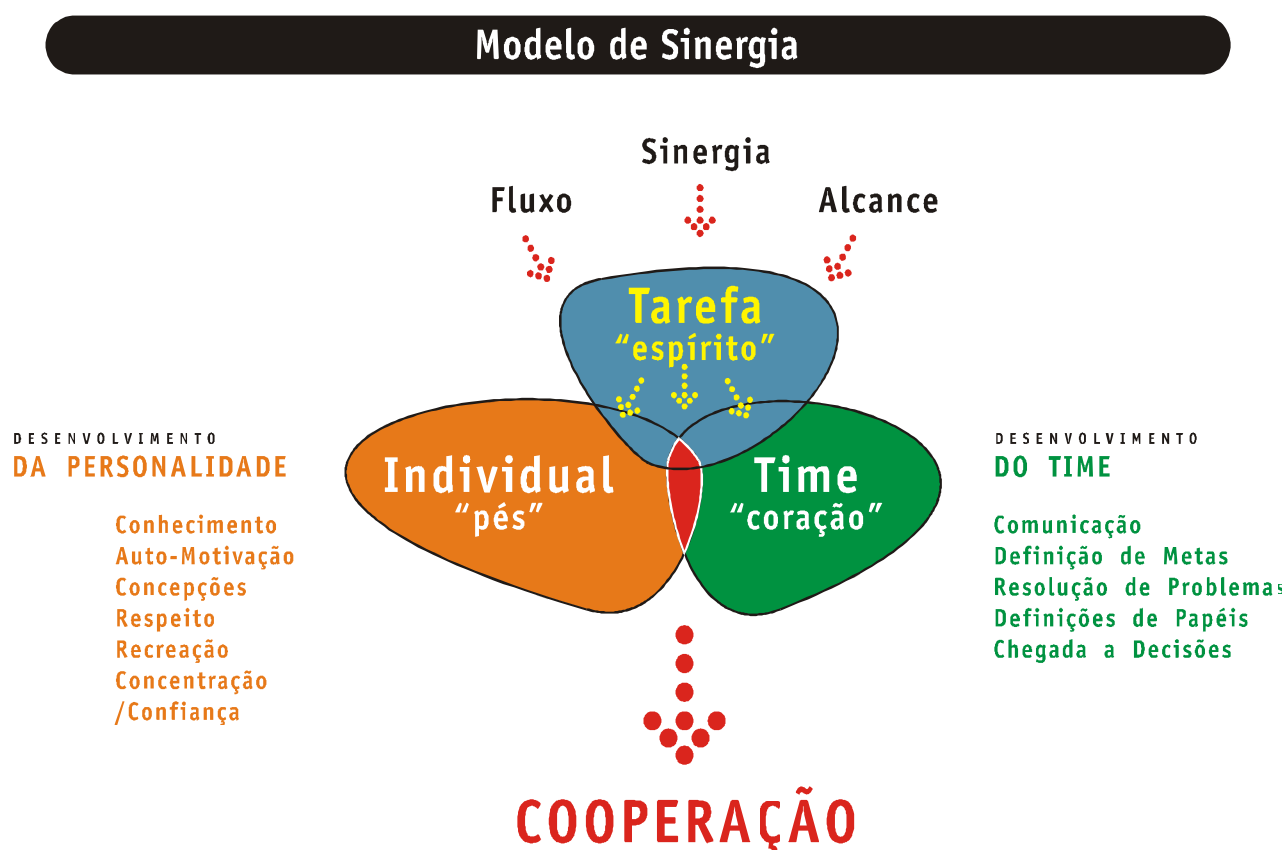 Modelo de Sinergia
Sinergia
Fluxo
Alcance
Tarefa
“espírito”
Individual
“pés”
Time
“coração”
DESENVOLVIMENTO
DA PERSONALIDADE
Conhecimento
Auto-Motivação
Concepções
Respeito
Recreação
Concentração
/Confiança
DESENVOLVIMENTO
DO TIME
Comunicação
Definição de Metas
Resolução de Problemas
Definições de Papéis
Chegada a Decisões
COOPERAÇÃO